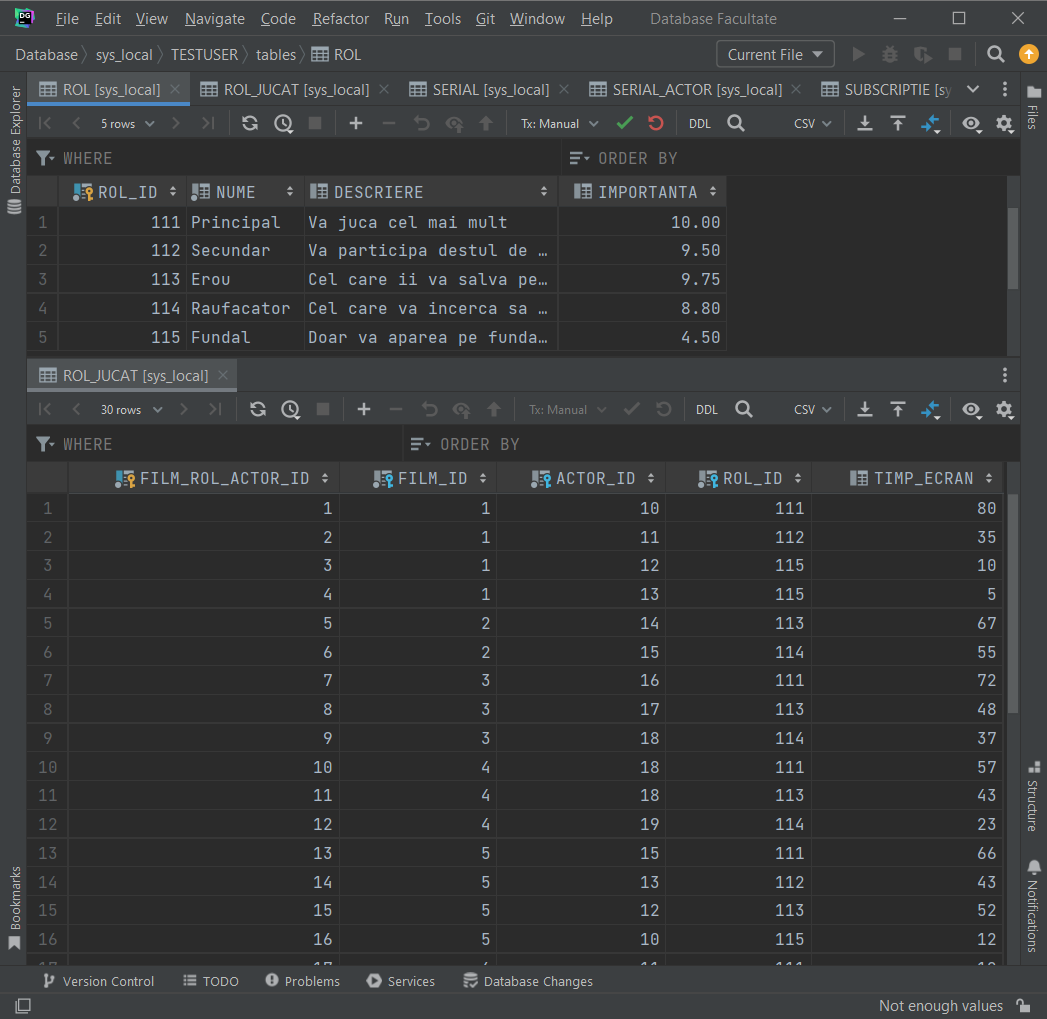 DG File Edit View Navigate Code Refactor Run Tools Git Window Help Database Facultate
Database sys_local TESTUSER tables ROL Current File
ROL [sys_local] ROL_JUCAT [sys_local] SERIAL [sys_local] SERIAL_ACTOR [sys_local] SUBSCRIPTIE [sy
Database Explorer
Files
5 rows Tx: Manual DDL CSV
WHERE ORDER BY
ROL_ID NUME DESCRIERE IMPORTANTA
1 111 Principal Va juca cel mai mult 10.00
2 112 Secundar Va participa destul de … 9.50
3 113 Erou Cel care ii va salva pe… 9.75
4 114 Raufacator Cel care va incerca sa … 8.80
5 115 Fundal Doar va aparea pe funda… 4.50
ROL_JUCAT [sys_local]
30 rows Tx: Manual DDL CSV
WHERE ORDER BY
FILM_ROL_ACTOR_ID FILM_ID ACTOR_ID ROL_ID TIMP_ECRAN
1 1 1 10 111 80
2 2 1 11 112 35
3 3 1 12 115 10
4 4 1 13 115 5
5 5 2 14 113 67
6 6 2 15 114 55
7 7 3 16 111 72
8 8 3 17 113 48
9 9 3 18 114 37
10 10 4 18 111 57
11 11 4 18 113 43
12 12 4 19 114 23
13 13 5 15 111 66
14 14 5 13 112 43
15 15 5 12 113 52
16 16 5 10 115 12
Structure
Bookmarks
Notifications
Version Control TODO Problems Services Database Changes
Not enough values